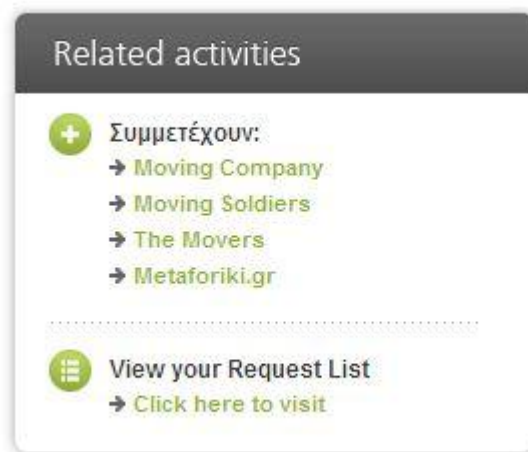 Related activities
Συμμετέχουν:
Moving Company
Moving Soldiers
The Movers
Metaforiki.gr
View your Request List
Click here to visit